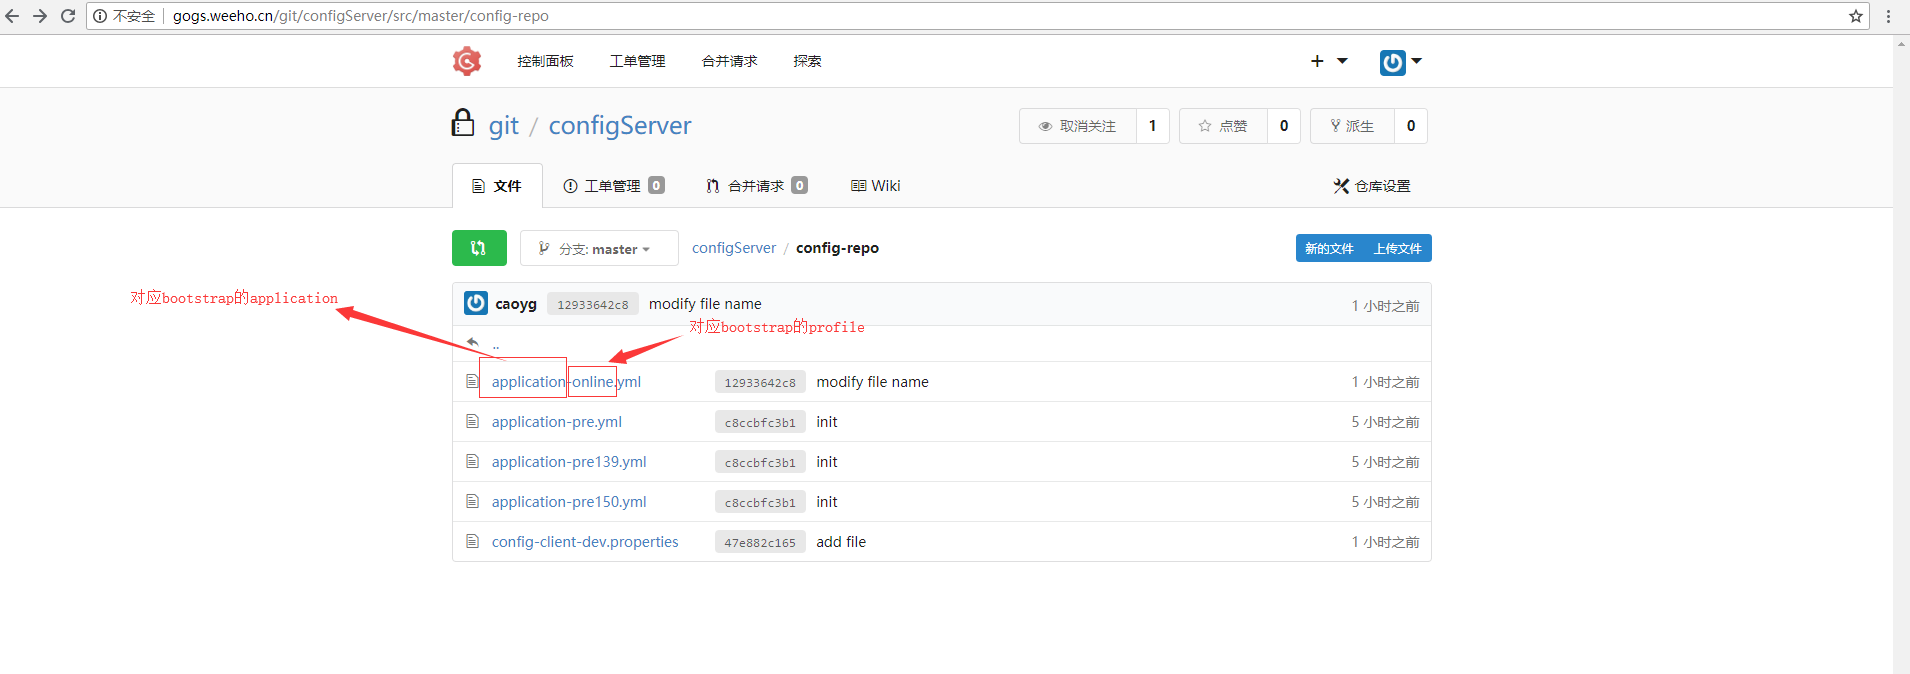 不安全 gogs.weeho.cn/git/configServer/src/master/config-repo
控制面板 工单管理 合并请求 探索
git / configServer
取消关注 1 点赞 0 派生 0
文件 工单管理 0 合并请求 0 Wiki 仓库设置
分支: master configServer / config-repo 新的文件 上传文件
对应bootstrap的application
caoyg 12933642c8 modify file name 1 小时之前
对应bootstrap的profile
..
application-online.yml 12933642c8 modify file name 1 小时之前
application-pre.yml c8ccbfc3b1 init 5 小时之前
application-pre139.yml c8ccbfc3b1 init 5 小时之前
application-pre150.yml c8ccbfc3b1 init 5 小时之前
config-client-dev.properties 47e882c165 add file 1 小时之前